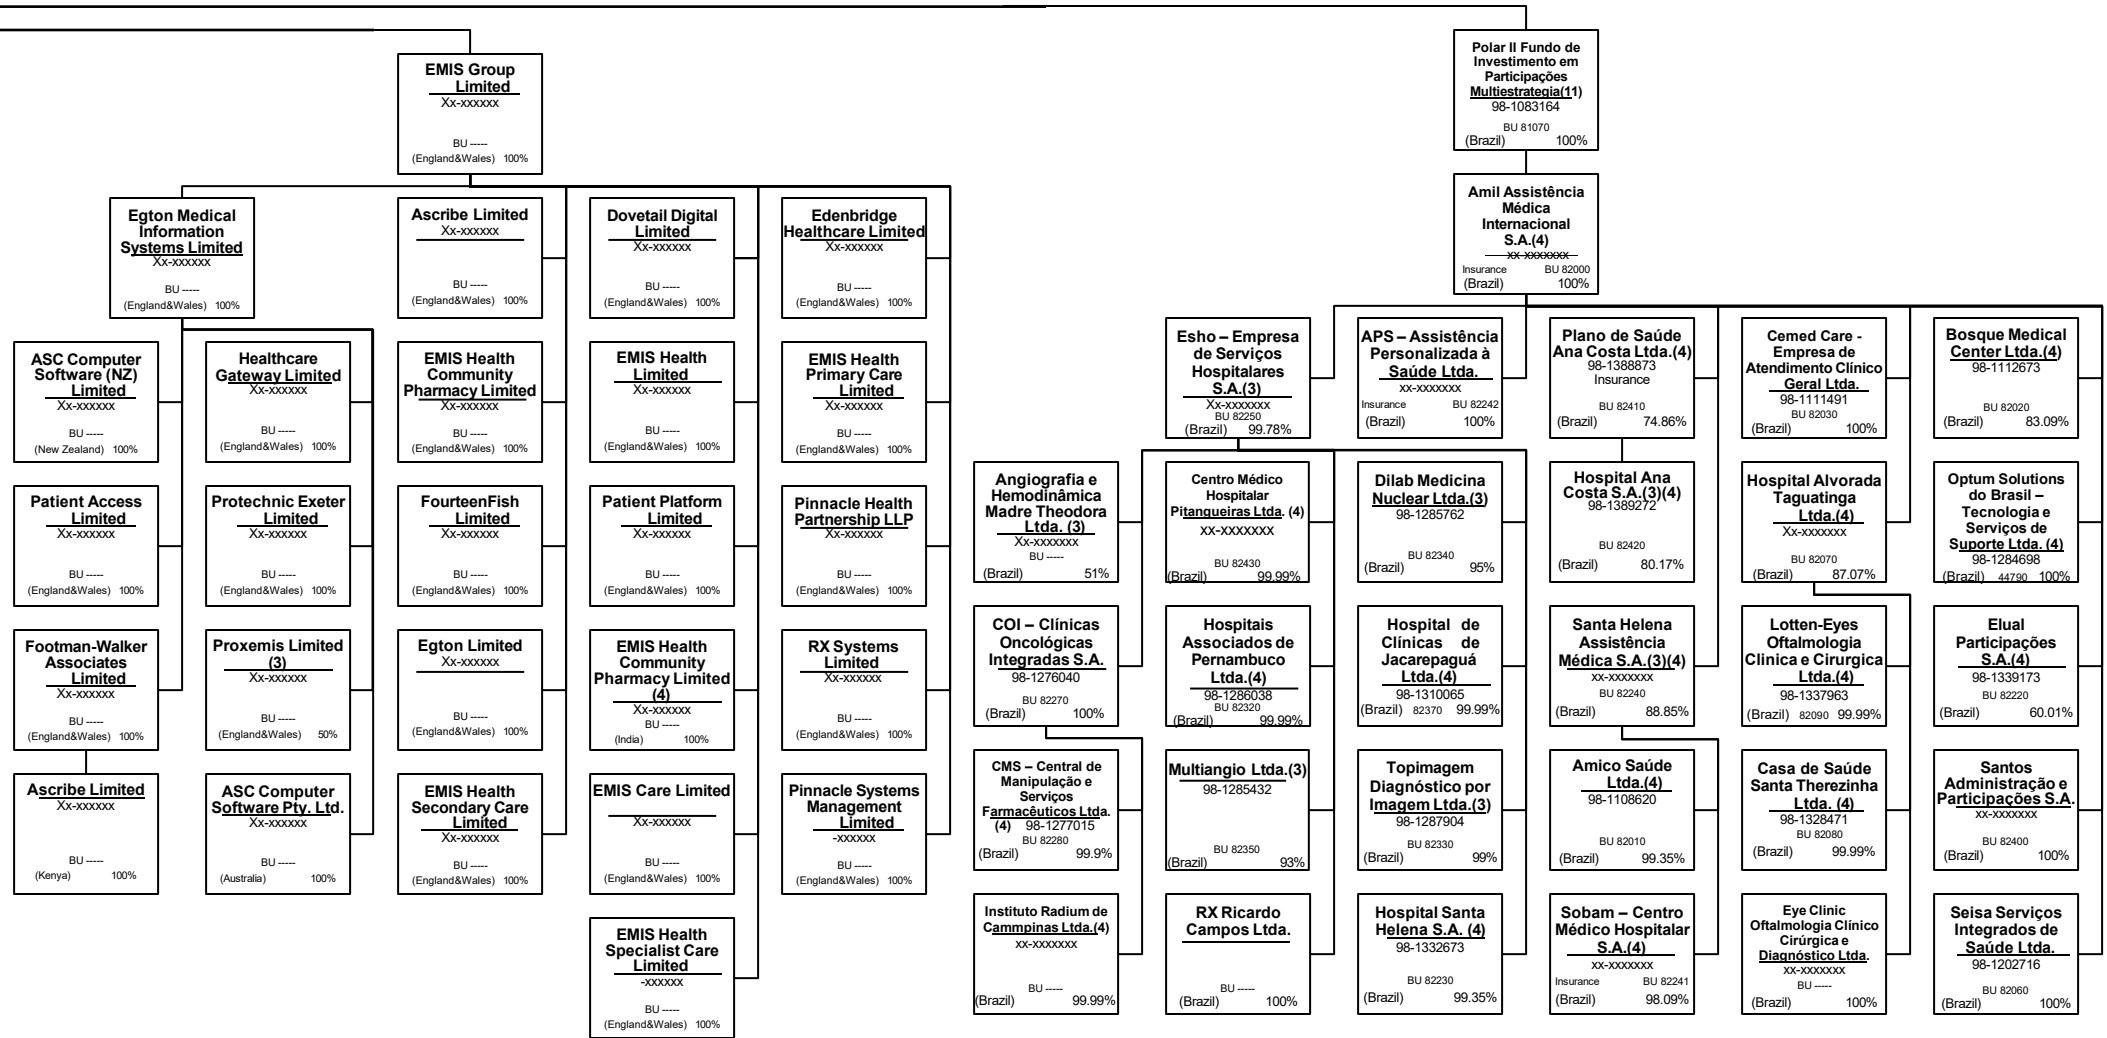 EMIS Group
Limited
Xx-xxxxxx
BU -----
(England&Wales) 100%
Polar II Fundo de
Investimento em
Participações
Multiestrategia(11)
98-1083164
BU 81070
(Brazil) 100%
Amil Assistência
Médica
Internacional
S.A.(4)
xx-xxxxxxx
Insurance BU 82000
(Brazil) 100%
Egton Medical
Information
Systems Limited
Xx-xxxxxx
BU -----
(England&Wales) 100%
Ascribe Limited
Xx-xxxxxx
BU -----
(England&Wales) 100%
Dovetail Digital
Limited
Xx-xxxxxx
BU -----
(England&Wales) 100%
Edenbridge
Healthcare Limited
Xx-xxxxxx
BU -----
(England&Wales) 100%
ASC Computer
Software (NZ)
Limited
Xx-xxxxxx
BU -----
(New Zealand) 100%
Healthcare
Gateway Limited
Xx-xxxxxx
BU -----
(England&Wales) 100%
EMIS Health
Community
Pharmacy Limited
Xx-xxxxxx
BU -----
(England&Wales) 100%
EMIS Health
Limited
Xx-xxxxxx
BU -----
(England&Wales) 100%
EMIS Health
Primary Care
Limited
Xx-xxxxxx
BU -----
(England&Wales) 100%
Esho – Empresa
de Serviços
Hospitalares
S.A.(3)
Xx-xxxxxxx
BU 82250
(Brazil) 99.78%
APS – Assistência
Personalizada à
Saúde Ltda.
xx-xxxxxxx
Insurance BU 82242
(Brazil) 100%
Plano de Saúde
Ana Costa Ltda.(4)
98-1388873
Insurance
BU 82410
(Brazil) 74.86%
Cemed Care -
Empresa de
Atendimento Clínico
Geral Ltda.
98-1111491
BU 82030
(Brazil) 100%
Bosque Medical
Center Ltda.(4)
98-1112673
BU 82020
(Brazil) 83.09%
Patient Access
Limited
Xx-xxxxxx
BU -----
(England&Wales) 100%
Protechnic Exeter
Limited
Xx-xxxxxx
BU -----
(England&Wales) 100%
FourteenFish
Limited
Xx-xxxxxx
BU -----
(England&Wales) 100%
Patient Platform
Limited
Xx-xxxxxx
BU -----
(England&Wales) 100%
Pinnacle Health
Partnership LLP
Xx-xxxxxx
BU -----
(England&Wales) 100%
Angiografia e
Hemodinâmica
Madre Theodora
Ltda. (3)
Xx-xxxxxxx
BU -----
(Brazil) 51%
Centro Médico
Hospitalar
Pitangueiras Ltda. (4)
xx-XXXXXXX
BU 82430
(Brazil) 99.99%
Dilab Medicina
Nuclear Ltda.(3)
98-1285762
BU 82340
(Brazil) 95%
Hospital Ana
Costa S.A.(3)(4)
98-1389272
BU 82420
(Brazil) 80.17%
Hospital Alvorada
Taguatinga
Ltda.(4)
Xx-xxxxxxx
BU 82070
(Brazil) 87.07%
Optum Solutions
do Brasil –
Tecnologia e
Serviços de
Suporte Ltda. (4)
98-1284698
(Brazil) 44790 100%
Footman-Walker
Associates
Limited
Xx-xxxxxx
BU -----
(England&Wales) 100%
Proxemis Limited
(3)
Xx-xxxxxx
BU -----
(England&Wales) 50%
Egton Limited
Xx-xxxxxx
BU -----
(England&Wales) 100%
EMIS Health
Community
Pharmacy Limited
(4)
Xx-xxxxxx
BU -----
(India) 100%
RX Systems
Limited
Xx-xxxxxx
BU -----
(England&Wales) 100%
COI – Clínicas
Oncológicas
Integradas S.A.
98-1276040
BU 82270
(Brazil) 100%
Hospitais
Associados de
Pernambuco
Ltda.(4)
98-1286038
BU 82320
(Brazil) 99.99%
Hospital de
Clínicas de
Jacarepaguá
Ltda.(4)
98-1310065
(Brazil) 82370 99.99%
Santa Helena
Assistência
Médica S.A.(3)(4)
xx-xxxxxxx
BU 82240
(Brazil) 88.85%
Lotten-Eyes
Oftalmologia
Clinica e Cirurgica
Ltda.(4)
98-1337963
(Brazil) 82090 99.99%
Elual
Participações
S.A.(4)
98-1339173
BU 82220
(Brazil) 60.01%
Ascribe Limited
Xx-xxxxxx
BU -----
(Kenya) 100%
ASC Computer
Software Pty. Ltd.
Xx-xxxxxx
BU -----
(Australia) 100%
EMIS Health
Secondary Care
Limited
Xx-xxxxxx
BU -----
(England&Wales) 100%
EMIS Care Limited
Xx-xxxxxx
BU -----
(England&Wales) 100%
Pinnacle Systems
Management
Limited
-xxxxxx
BU -----
(England&Wales) 100%
CMS – Central de
Manipulação e
Serviços
Farmacêuticos Ltda.
(4) 98-1277015
BU 82280
(Brazil) 99.9%
Multiangio Ltda.(3)
98-1285432
BU 82350
(Brazil) 93%
Topimagem
Diagnóstico por
Imagem Ltda.(3)
98-1287904
BU 82330
(Brazil) 99%
Amico Saúde
Ltda.(4)
98-1108620
BU 82010
(Brazil) 99.35%
Casa de Saúde
Santa Therezinha
Ltda. (4)
98-1328471
BU 82080
(Brazil) 99.99%
Santos
Administração e
Participações S.A.
xx-xxxxxxx
BU 82400
(Brazil) 100%
EMIS Health
Specialist Care
Limited
-xxxxxx
BU -----
(England&Wales) 100%
Instituto Radium de
Cammpinas Ltda.(4)
xx-xxxxxxx
BU -----
(Brazil) 99.99%
RX Ricardo
Campos Ltda.
BU -----
(Brazil) 100%
Hospital Santa
Helena S.A. (4)
98-1332673
BU 82230
(Brazil) 99.35%
Sobam – Centro
Médico Hospitalar
S.A.(4)
xx-xxxxxxx
Insurance BU 82241
(Brazil) 98.09%
Eye Clinic
Oftalmologia Clínico
Cirúrgica e
Diagnóstico Ltda.
xx-xxxxxxx
BU -----
(Brazil) 100%
Seisa Serviços
Integrados de
Saúde Ltda.
98-1202716
BU 82060
(Brazil) 100%